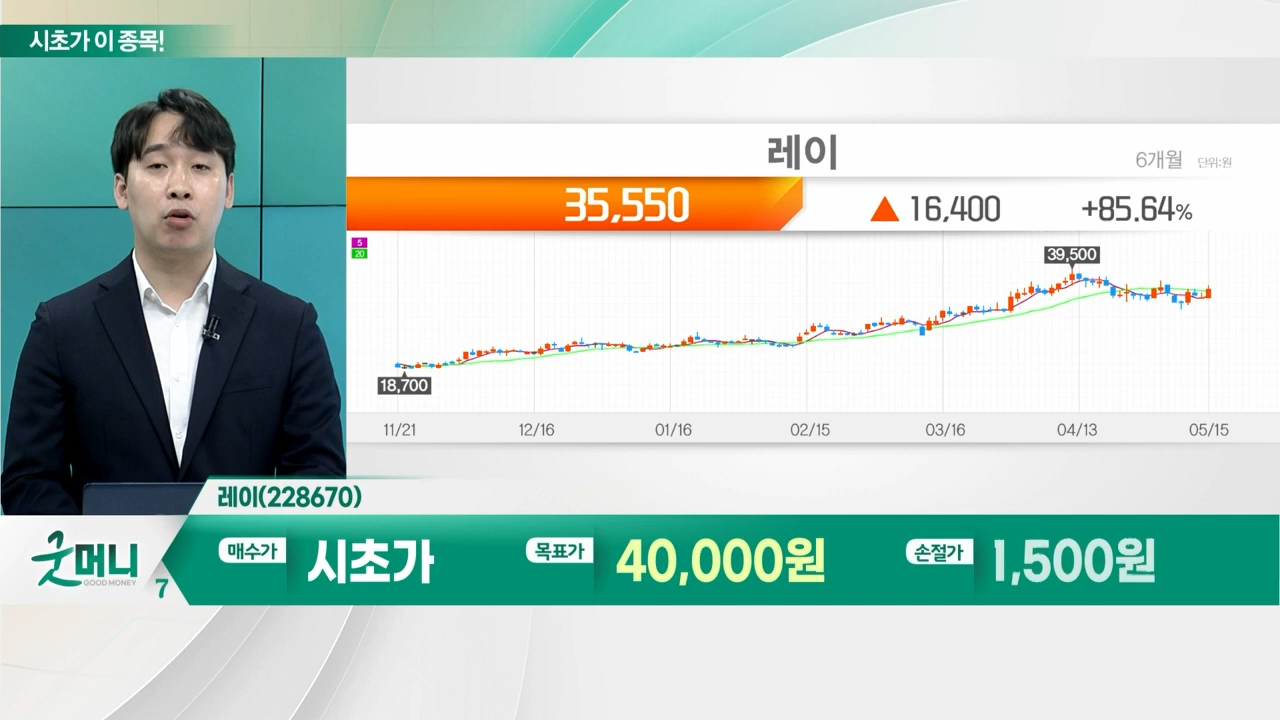 시초가 이 종목!
레이
6개월 단위:원
35,550 ▲ 16,400 +85.64%
5
20
39,500
18,700
11/21 12/16 01/16 02/15 03/16 04/13 05/15
레이(228670)
굿머니
GOOD MONEY
7
매수가 시초가 목표가 40,000원 손절가 1,500원